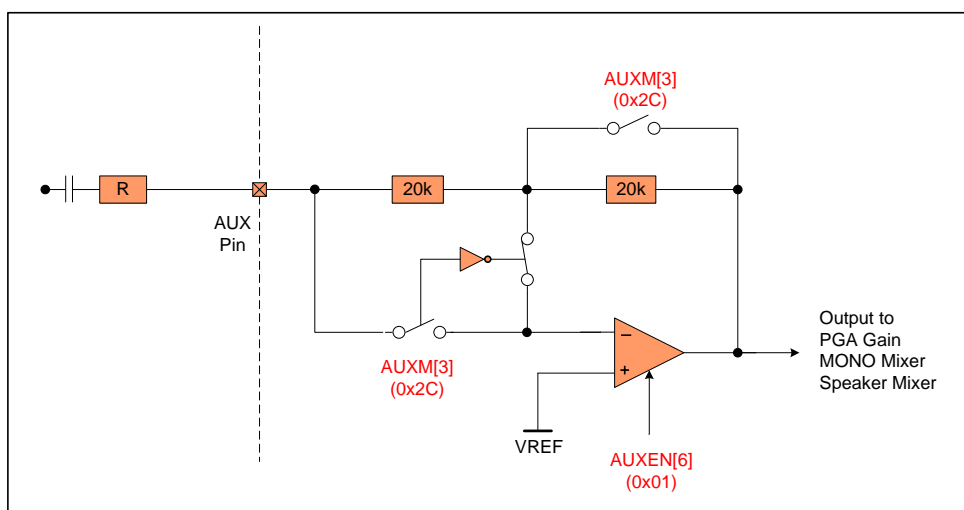 AUXM[3]
(0x2C)
R
20k
20k
AUX
Pin
AUXM[3]
(0x2C)
−
+
VREF
AUXEN[6]
(0x01)
Output to
PGA Gain
MONO Mixer
Speaker Mixer